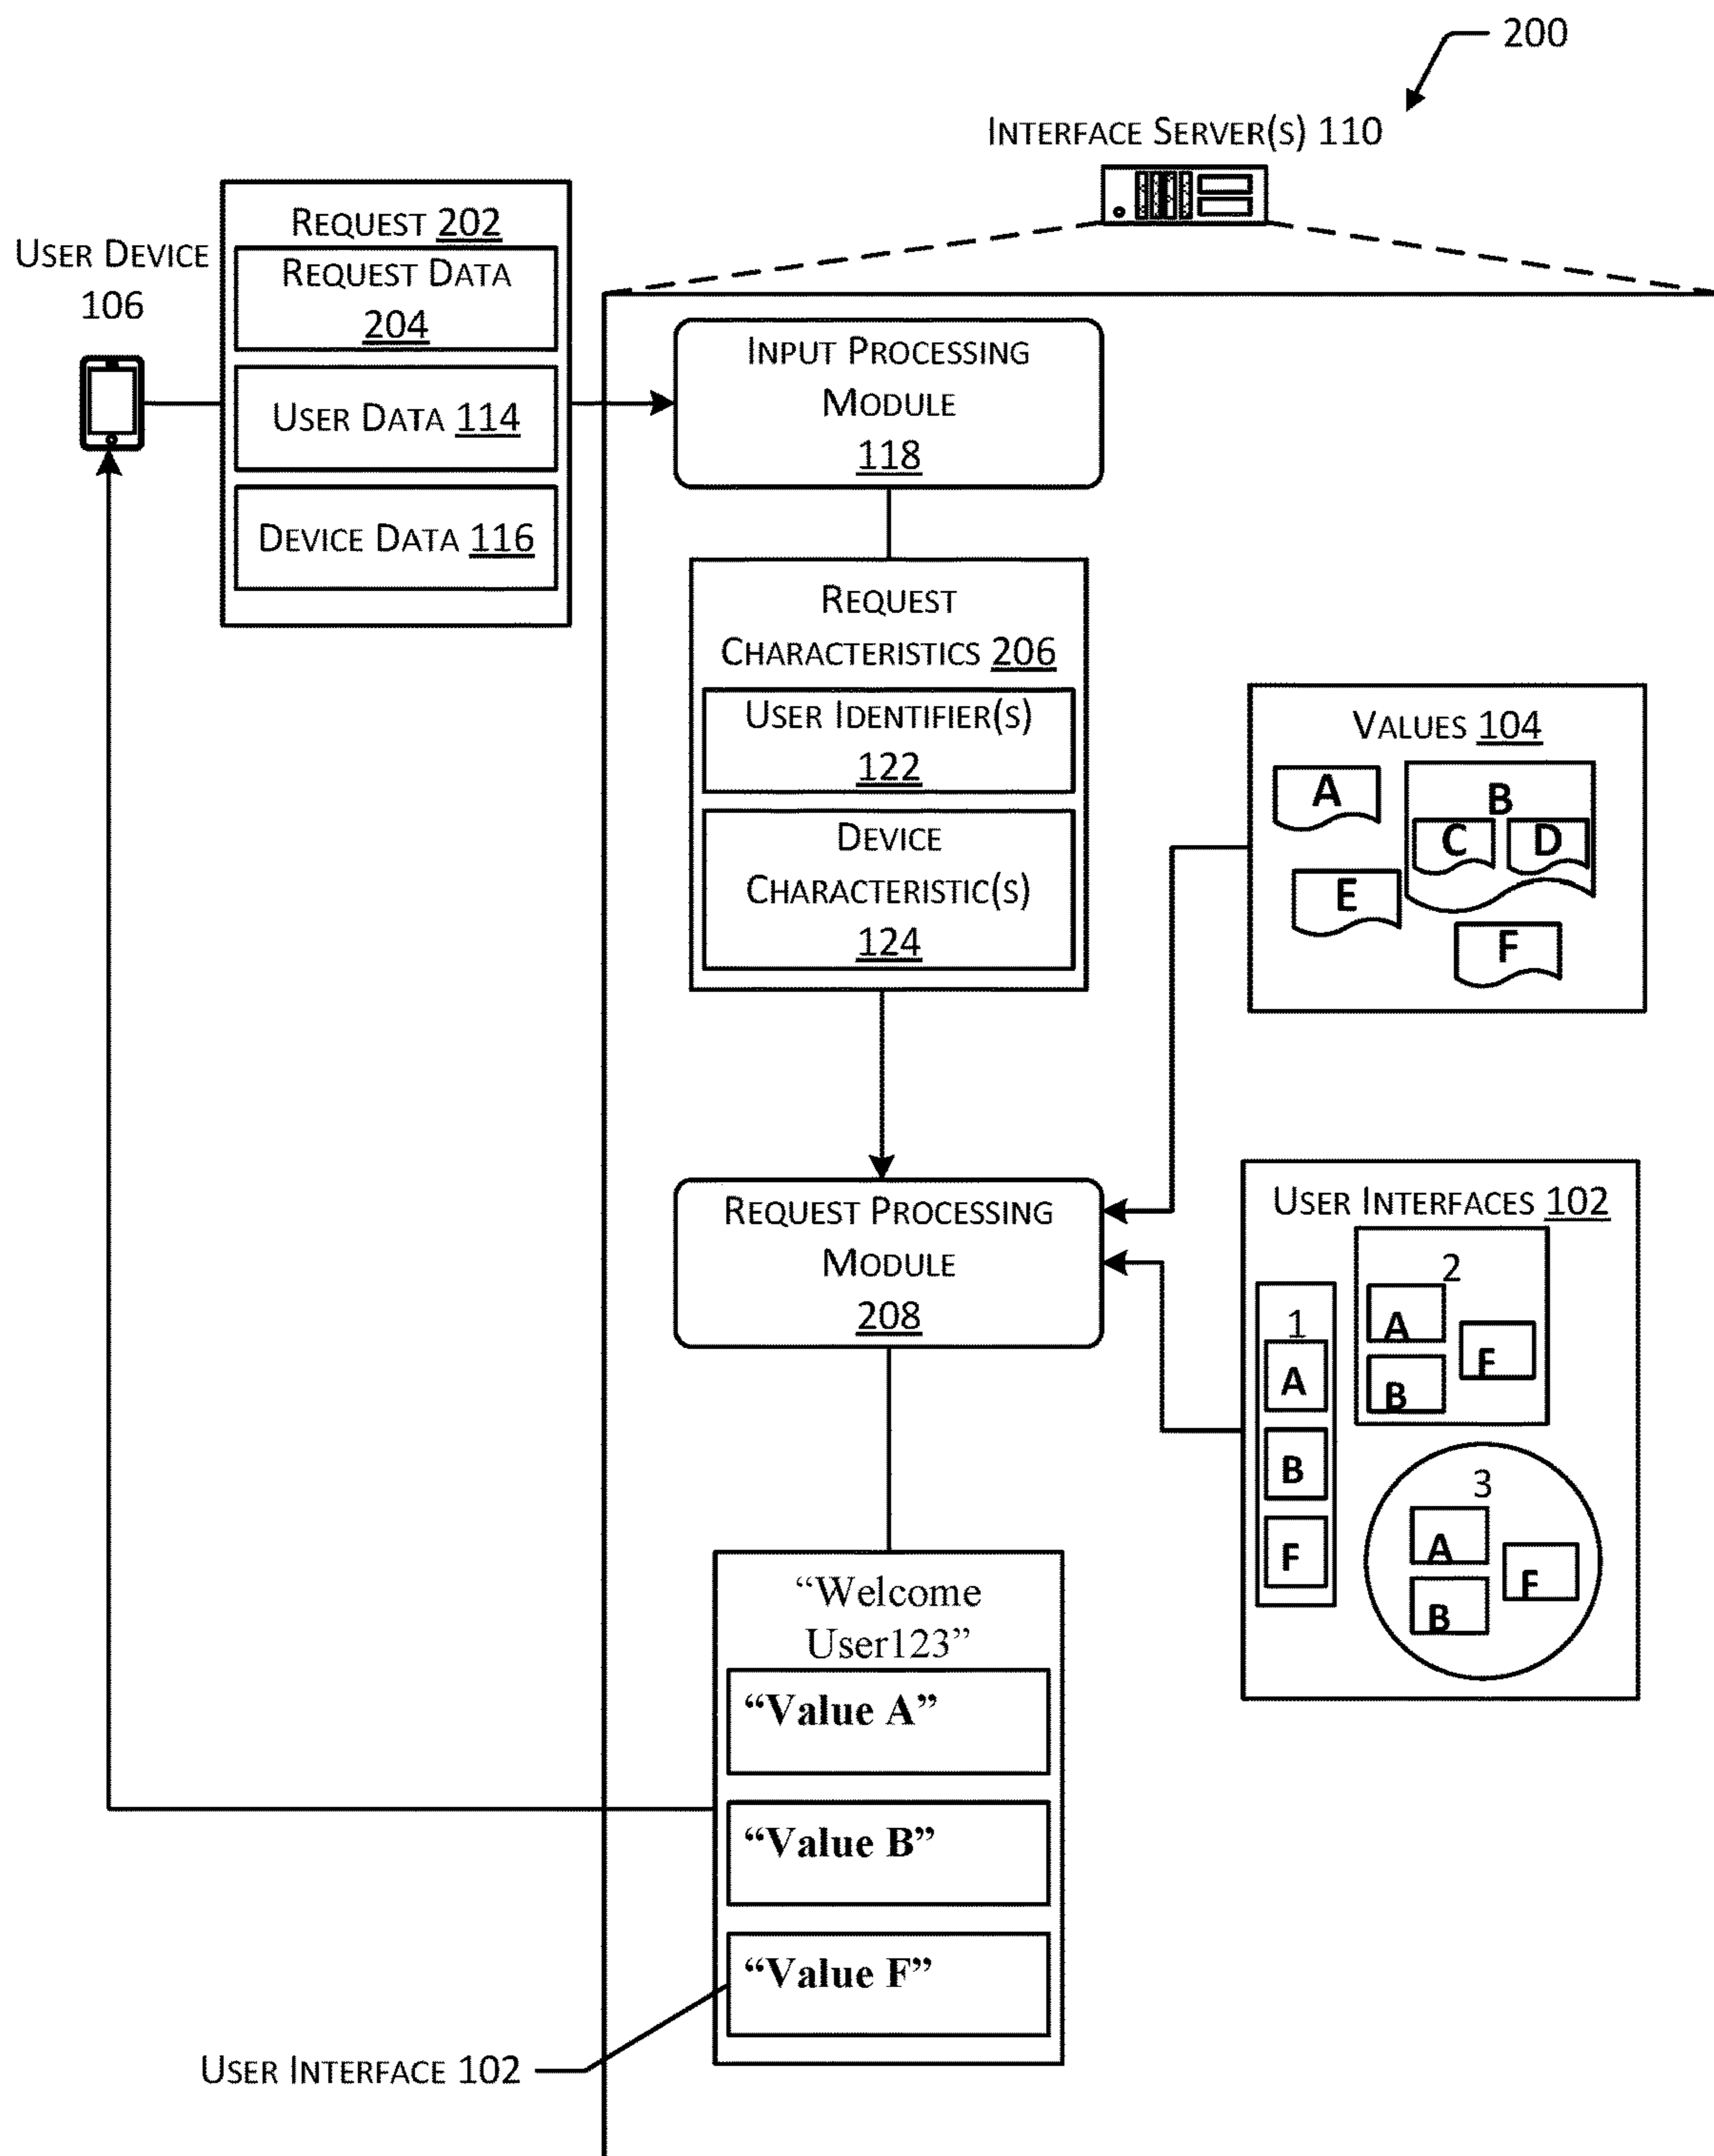 200
INTERFACE SERVER(S) 110
USER DEVICE
106
REQUEST 202
REQUEST DATA
204
USER DATA 114
DEVICE DATA 116
INPUT PROCESSING
MODULE
118
REQUEST
CHARACTERISTICS 206
USER IDENTIFIER(S)
122
DEVICE
CHARACTERISTIC(S)
124
VALUES 104
A
B
C
D
E
F
REQUEST PROCESSING
MODULE
208
USER INTERFACES 102
1
A
B
F
2
A
F
B
3
A
F
B
“Welcome
User123”
“Value A”
“Value B”
“Value F”
USER INTERFACE 102